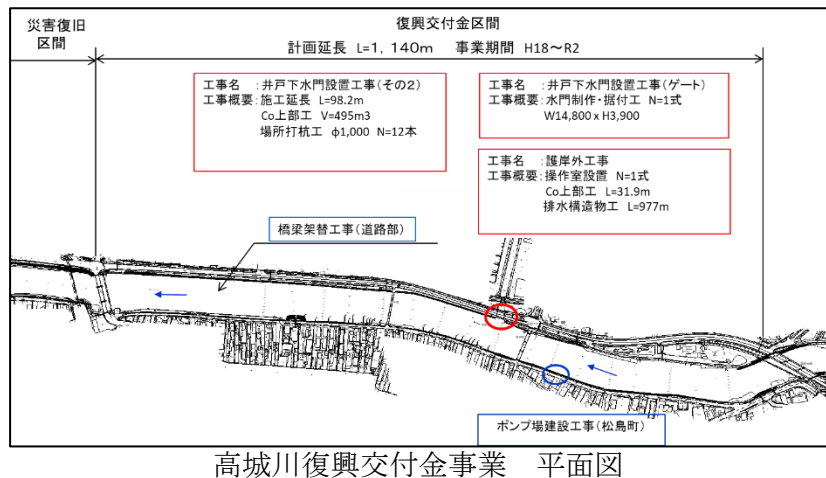 災害復旧
区間
復興交付金区間
計画延長 L=1,140m 事業期間 H18～R2
工事名 :井戸下水門設置工事(その2)
工事概要:施工延長 L=98.2m
Co上部工 V=495m3
場所打杭工 φ1,000 N=12本
工事名 :井戸下水門設置工事(ゲート)
工事概要:水門制作・据付工 N=1式
W14,800 x H3,900
工事名 :護岸外工事
工事概要:操作室設置 N=1式
Co上部工 L=31.9m
排水構造物工 L=977m
橋梁架替工事(道路部)
ポンプ場建設工事(松島町)
高城川復興交付金事業 平面図